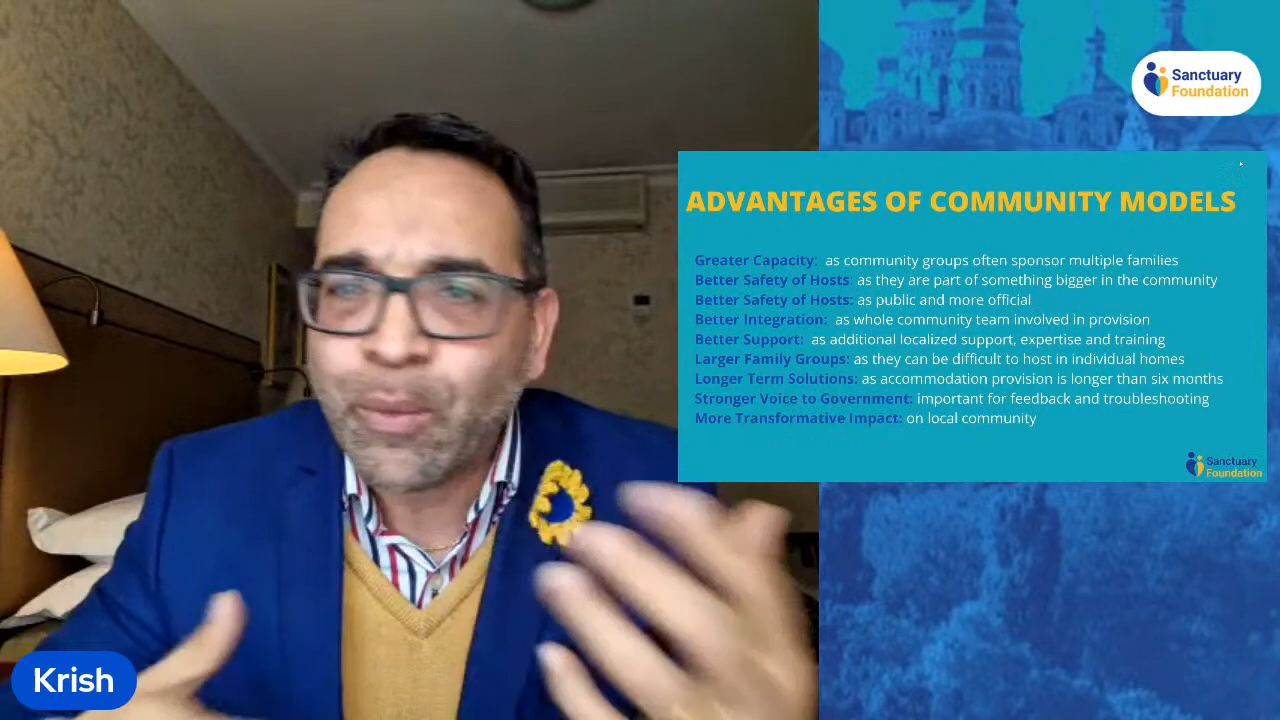 Sanctuary
Foundation
ADVANTAGES OF COMMUNITY MODELS
Greater Capacity: as community groups often sponsor multiple families
Better Safety of Hosts: as they are part of something bigger in the community
Better Safety of Hosts: as public and more official
Better Integration: as whole community team involved in provision
Better Support: as additional localized support, expertise and training
Larger Family Groups: as they can be difficult to host in individual homes
Longer Term Solutions: as accommodation provision is longer than six months
Stronger Voice to Government: important for feedback and troubleshooting
More Transformative Impact: on local community
Sanctuary
Foundation
Krish